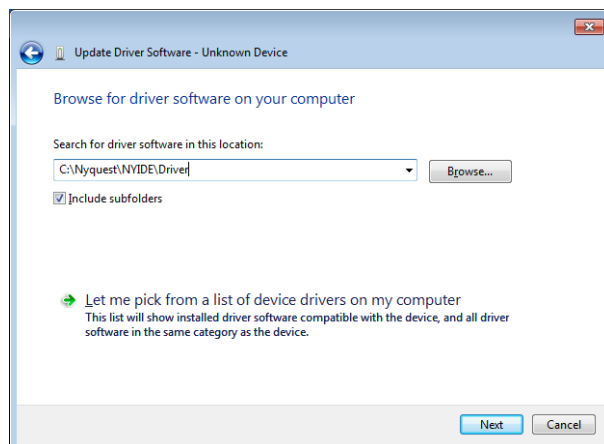 Update Driver Software - Unknown Device
Browse for driver software on your computer
Search for driver software in this location:
C:\Nyquest\NYIDE\Driver
Browse...
Include subfolders
Let me pick from a list of device drivers on my computer
This list will show installed driver software compatible with the device, and all driver
software in the same category as the device.
Next
Cancel